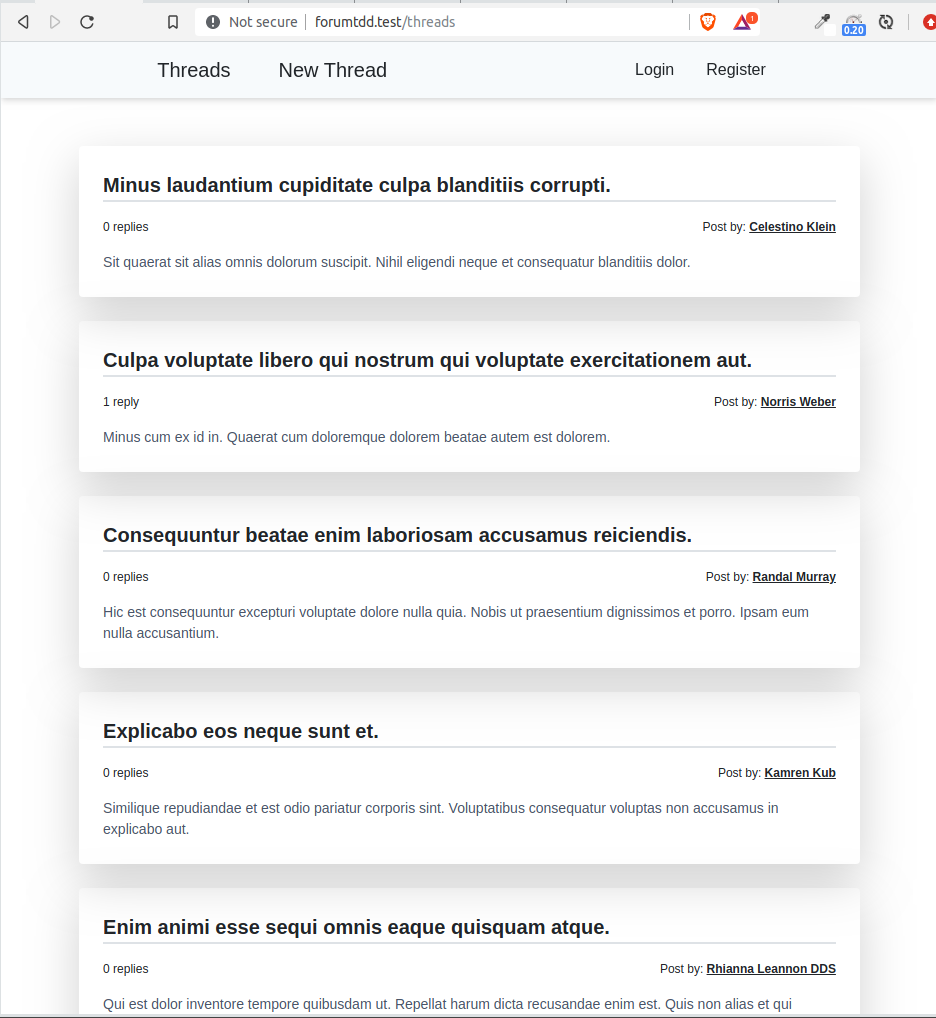 Not secure | forumtdd.test/threads
1
0.20
Threads New Thread Login Register
Minus laudantium cupiditate culpa blanditiis corrupti.
0 replies Post by: Celestino Klein
Sit quaerat sit alias omnis dolorum suscipit. Nihil eligendi neque et consequatur blanditiis dolor.
Culpa voluptate libero qui nostrum qui voluptate exercitationem aut.
1 reply Post by: Norris Weber
Minus cum ex id in. Quaerat cum doloremque dolorem beatae autem est dolorem.
Consequuntur beatae enim laboriosam accusamus reiciendis.
0 replies Post by: Randal Murray
Hic est consequuntur excepturi voluptate dolore nulla quia. Nobis ut praesentium dignissimos et porro. Ipsam eum
nulla accusantium.
Explicabo eos neque sunt et.
0 replies Post by: Kamren Kub
Similique repudiandae et est odio pariatur corporis sint. Voluptatibus consequatur voluptas non accusamus in
explicabo aut.
Enim animi esse sequi omnis eaque quisquam atque.
0 replies Post by: Rhianna Leannon DDS
Qui est dolor inventore tempore quibusdam ut. Repellat harum dicta recusandae enim est. Quis non alias et qui